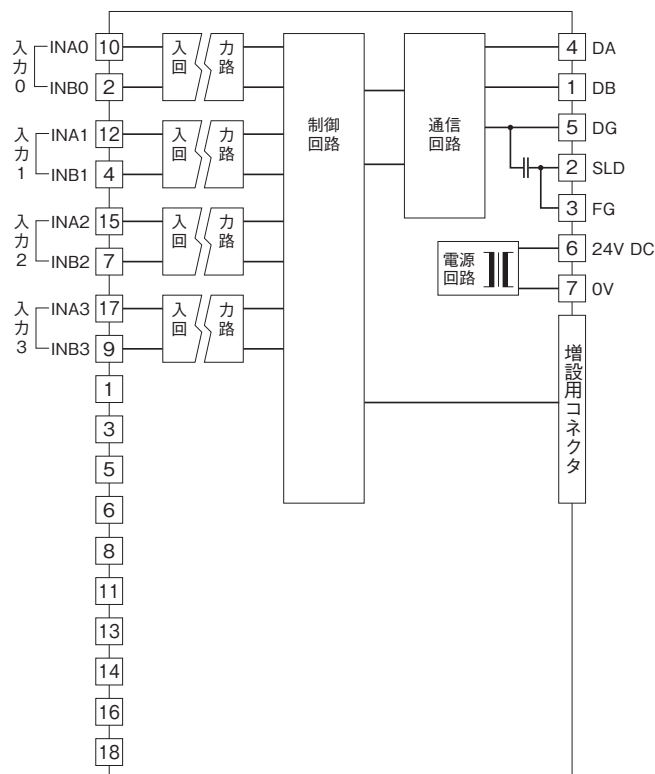 入力0
INA0 10
INB0 2
入 力
回 路
入力1
INA1 12
INB1 4
入 力
回 路
入力2
INA2 15
INB2 7
入 力
回 路
入力3
INA3 17
INB3 9
入 力
回 路
1
3
5
6
8
11
13
14
16
18
制御
回路
通信
回路
4 DA
1 DB
5 DG
2 SLD
3 FG
電源
回路
6 24V DC
7 0V
増設用コネクタ